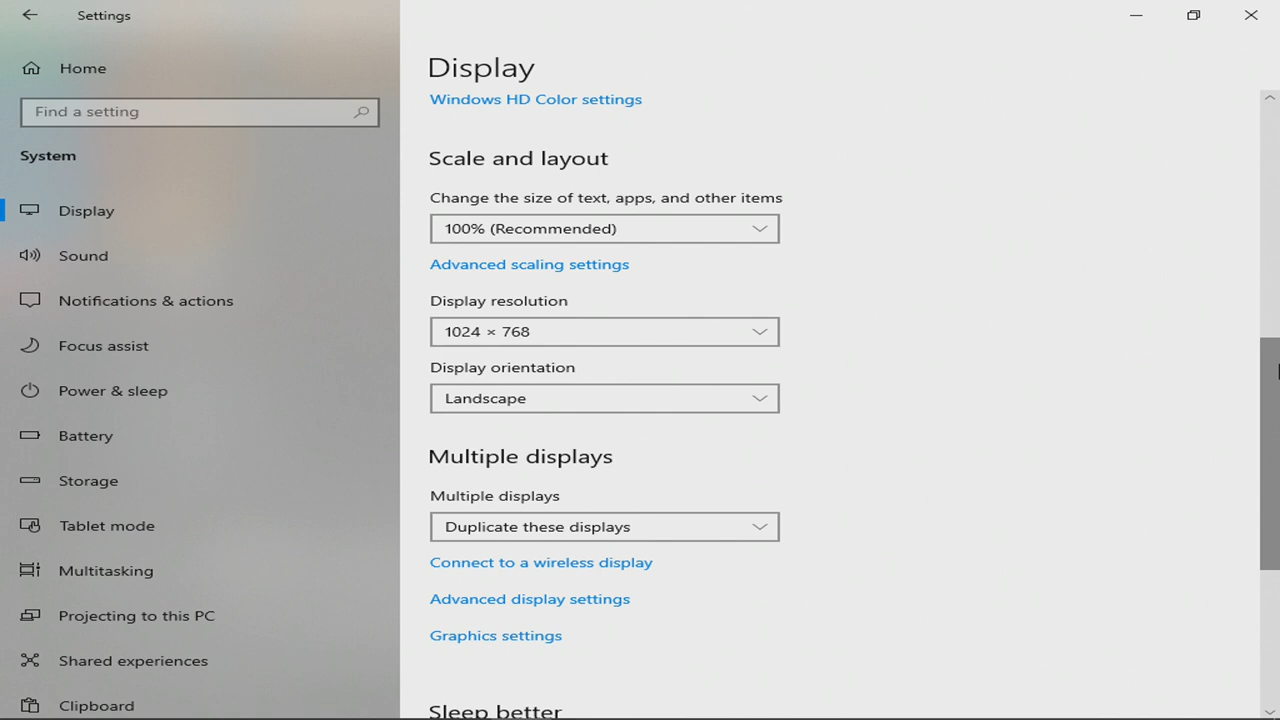 Settings
Home
Find a setting
System
Display
Sound
Notifications & actions
Focus assist
Power & sleep
Battery
Storage
Tablet mode
Multitasking
Projecting to this PC
Shared experiences
Clipboard
Display
Windows HD Color settings
Scale and layout
Change the size of text, apps, and other items
100% (Recommended)
Advanced scaling settings
Display resolution
1024 × 768
Display orientation
Landscape
Multiple displays
Multiple displays
Duplicate these displays
Connect to a wireless display
Advanced display settings
Graphics settings
Sleep better